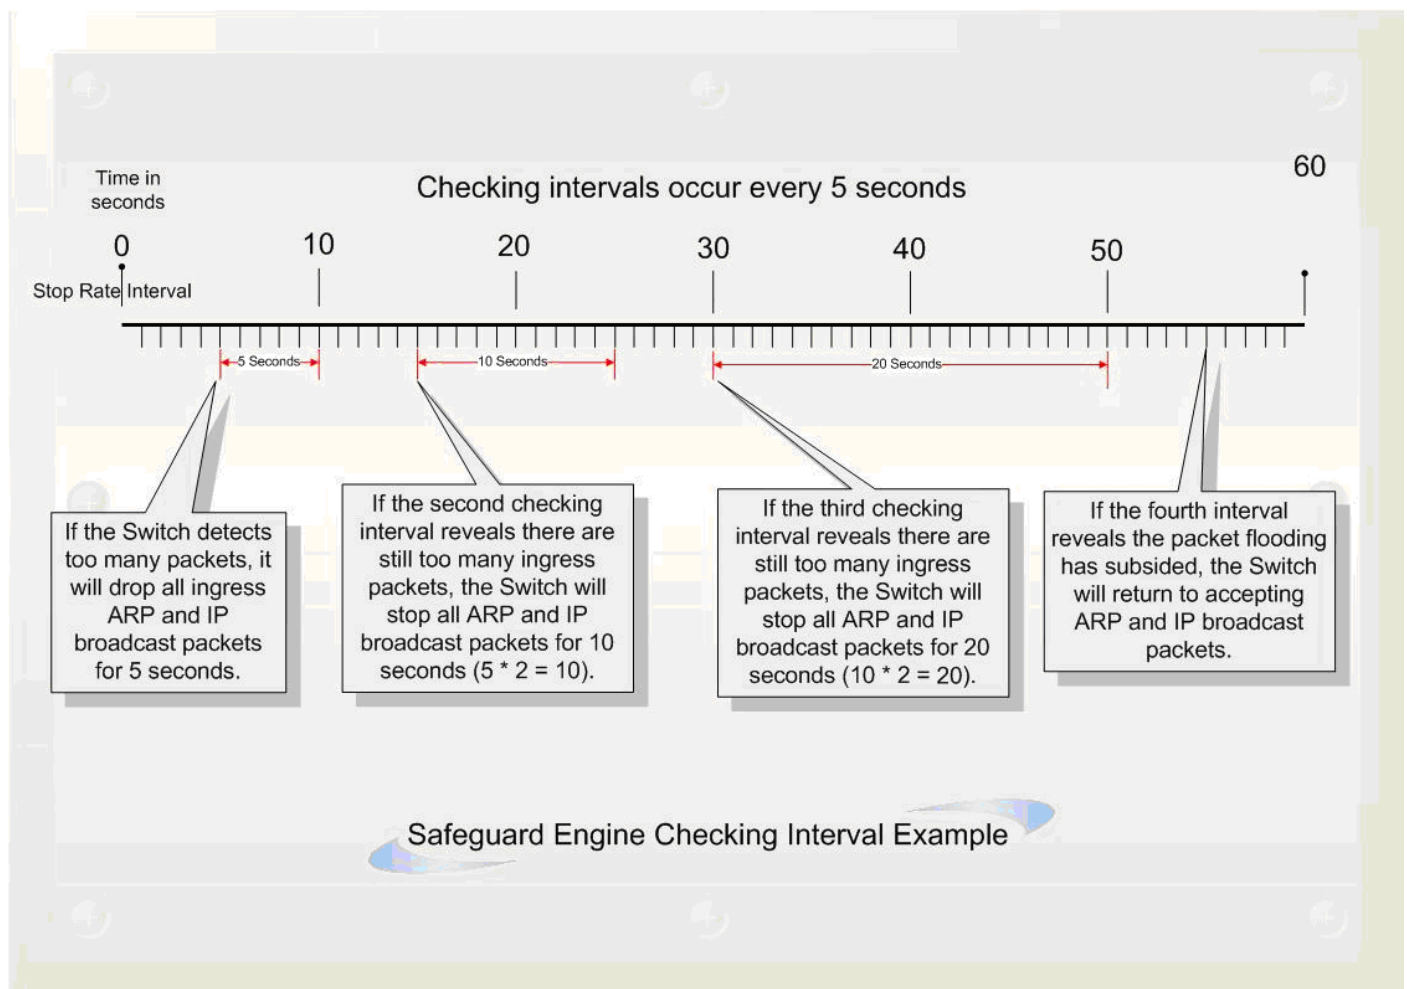 Time in
seconds
Checking intervals occur every 5 seconds
60
0
10
20
30
40
50
Stop Rate Interval
5 Seconds
10 Seconds
20 Seconds
If the Switch detects
too many packets, it
will drop all ingress
ARP and IP
broadcast packets
for 5 seconds.
If the second checking
interval reveals there are
still too many ingress
packets, the Switch will
stop all ARP and IP
broadcast packets for 10
seconds (5 * 2 = 10).
If the third checking
interval reveals there are
still too many ingress
packets, the Switch will
stop all ARP and IP
broadcast packets for 20
seconds (10 * 2 = 20).
If the fourth interval
reveals the packet flooding
has subsided, the Switch
will return to accepting
ARP and IP broadcast
packets.
Safeguard Engine Checking Interval Example